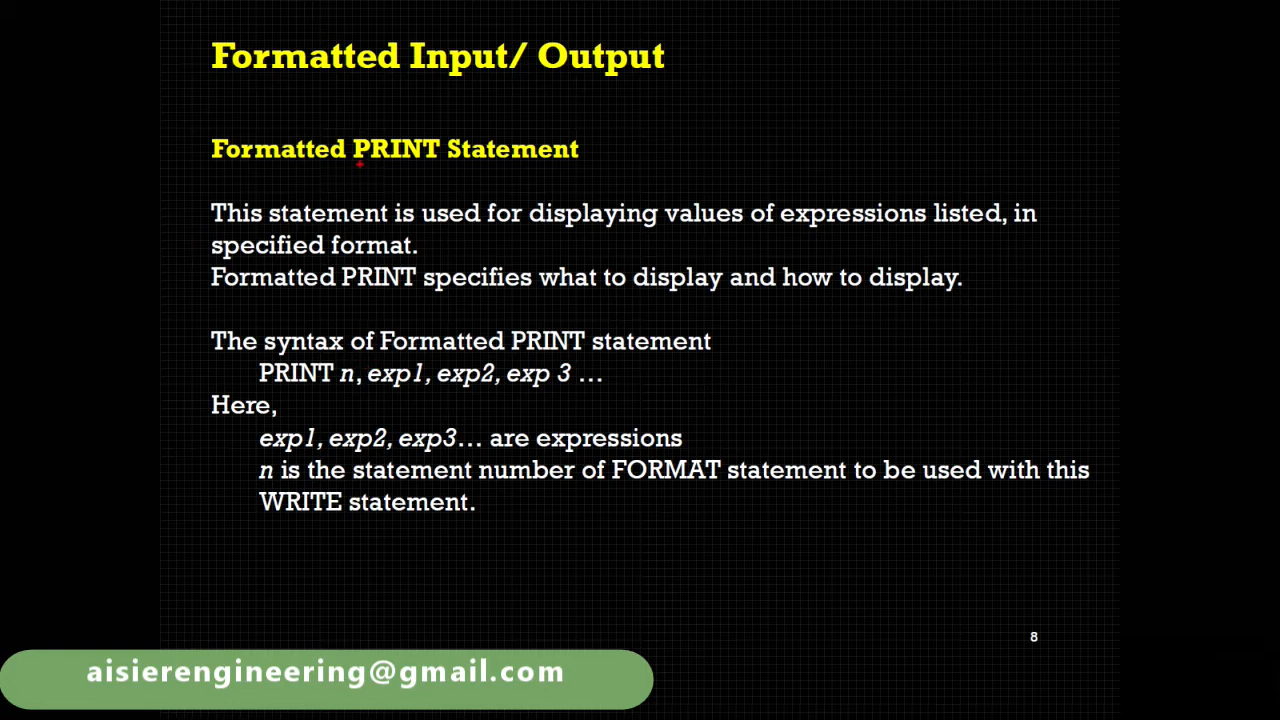 Formatted Input/ Output
Formatted PRINT Statement
This statement is used for displaying values of expressions listed, in
specified format.
Formatted PRINT specifies what to display and how to display.
The syntax of Formatted PRINT statement
PRINT n, exp1, exp2, exp 3 …
Here,
exp1, exp2, exp3… are expressions
n is the statement number of FORMAT statement to be used with this
WRITE statement.
8
aisierengineering@gmail.com